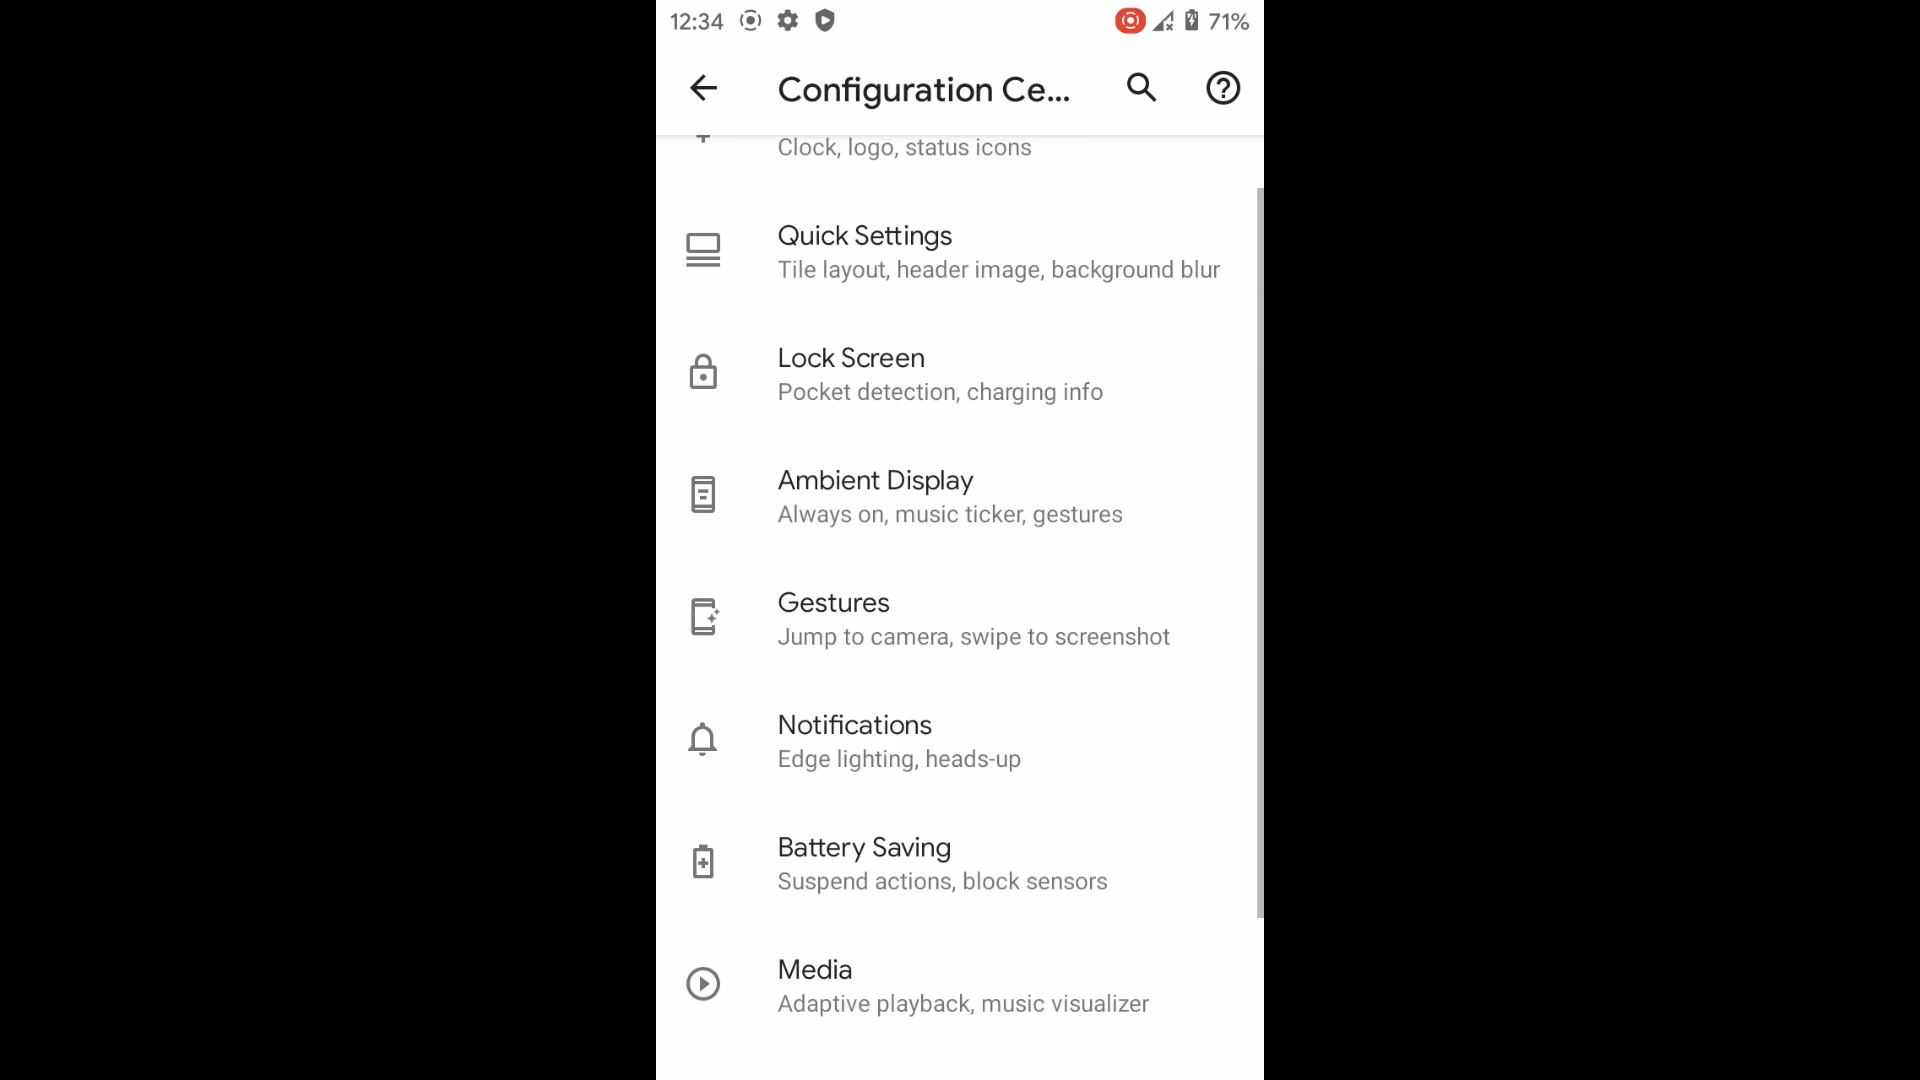 12:34 71%
Configuration Ce...
Clock, logo, status icons
Quick Settings
Tile layout, header image, background blur
Lock Screen
Pocket detection, charging info
Ambient Display
Always on, music ticker, gestures
Gestures
Jump to camera, swipe to screenshot
Notifications
Edge lighting, heads-up
Battery Saving
Suspend actions, block sensors
Media
Adaptive playback, music visualizer